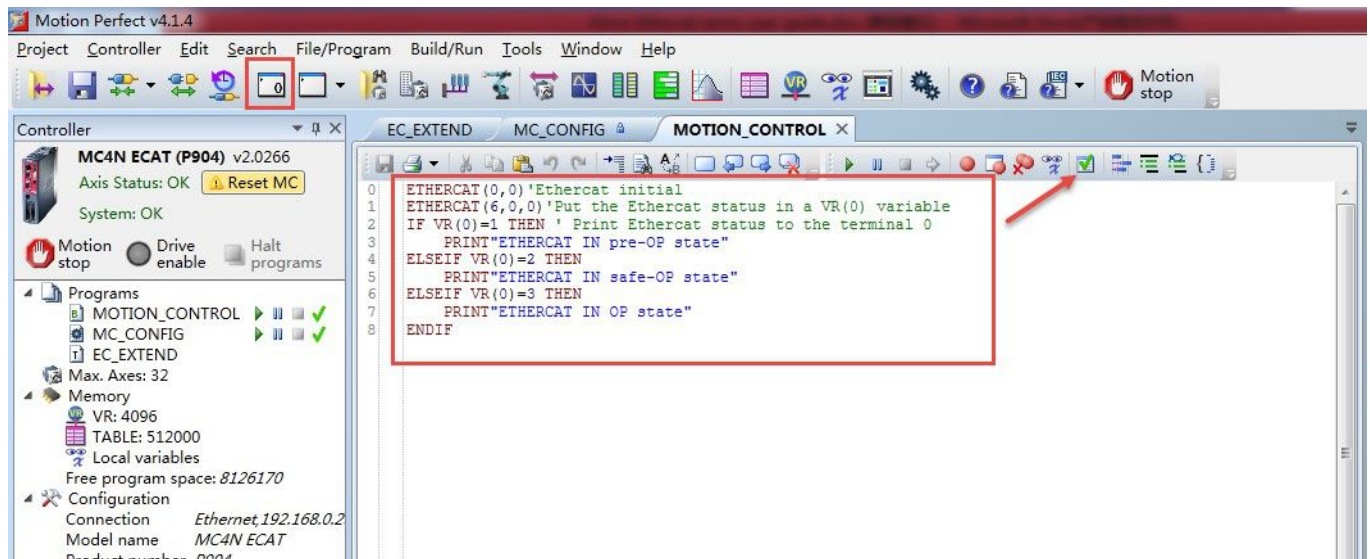 Motion Perfect v4.1.4
Project Controller Edit Search File/Program Build/Run Tools Window Help
0
Motion stop
Controller
MC4N ECAT (P904) v2.0266
Axis Status: OK Reset MC
System: OK
Motion stop Drive enable Halt programs
Programs
MOTION_CONTROL
MC_CONFIG
EC_EXTEND
Max. Axes: 32
Memory
VR: 4096
TABLE: 512000
Local variables
Free program space: 8126170
Configuration
Connection Ethernet,192.168.0.2
Model name MC4N ECAT
Product number P904
EC_EXTEND MC_CONFIG MOTION_CONTROL
0 ETHERCAT(0,0)'Ethercat initial
1 ETHERCAT(6,0,0)'Put the Ethercat status in a VR(0) variable
2 IF VR(0)=1 THEN ' Print Ethercat status to the terminal 0
3 PRINT"ETHERCAT IN pre-OP state"
4 ELSEIF VR(0)=2 THEN
5 PRINT"ETHERCAT IN safe-OP state"
6 ELSEIF VR(0)=3 THEN
7 PRINT"ETHERCAT IN OP state"
8 ENDIF